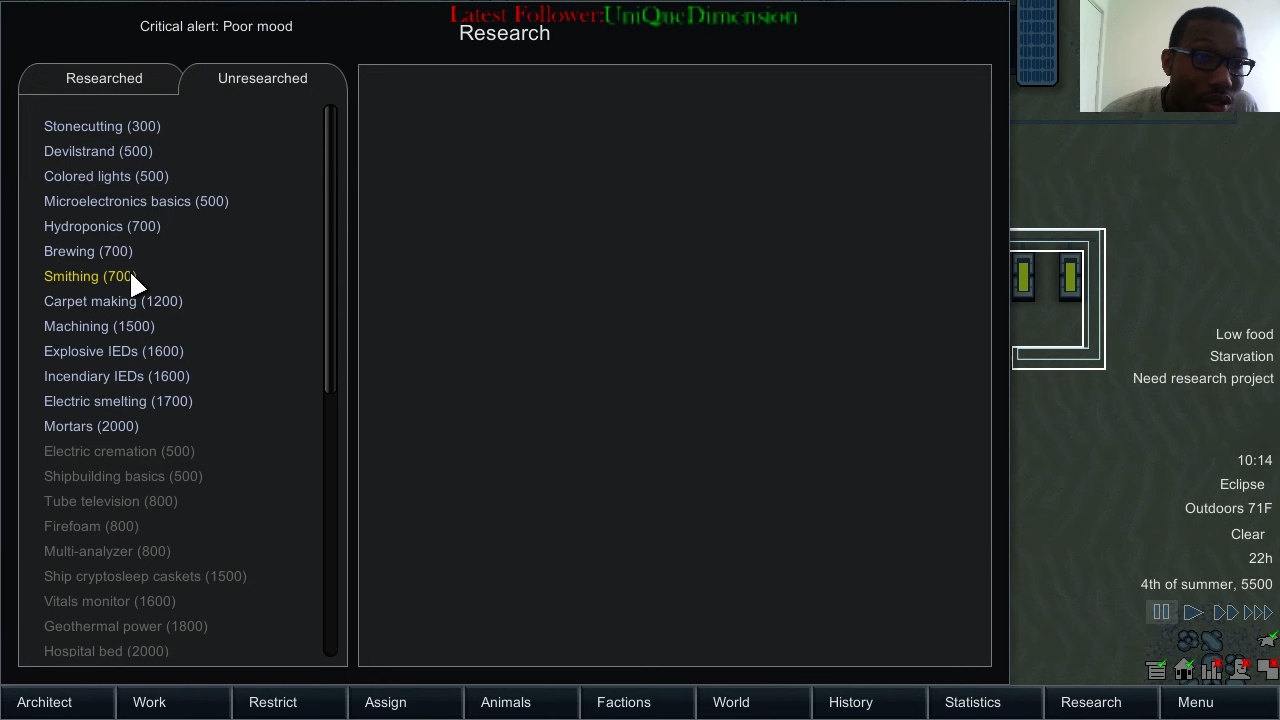 Latest Follower:UniQueDimension
Critical alert: Poor mood
Research
Researched
Unresearched
Stonecutting (300)
Devilstrand (500)
Colored lights (500)
Microelectronics basics (500)
Hydroponics (700)
Brewing (700)
Smithing (700)
Carpet making (1200)
Machining (1500)
Explosive IEDs (1600)
Incendiary IEDs (1600)
Electric smelting (1700)
Mortars (2000)
Electric cremation (500)
Shipbuilding basics (500)
Tube television (800)
Firefoam (800)
Multi-analyzer (800)
Ship cryptosleep caskets (1500)
Vitals monitor (1600)
Geothermal power (1800)
Hospital bed (2000)
Low food
Starvation
Need research project
10:14
Eclipse
Outdoors 71F
Clear
22h
4th of summer, 5500
Architect
Work
Restrict
Assign
Animals
Factions
World
History
Statistics
Research
Menu